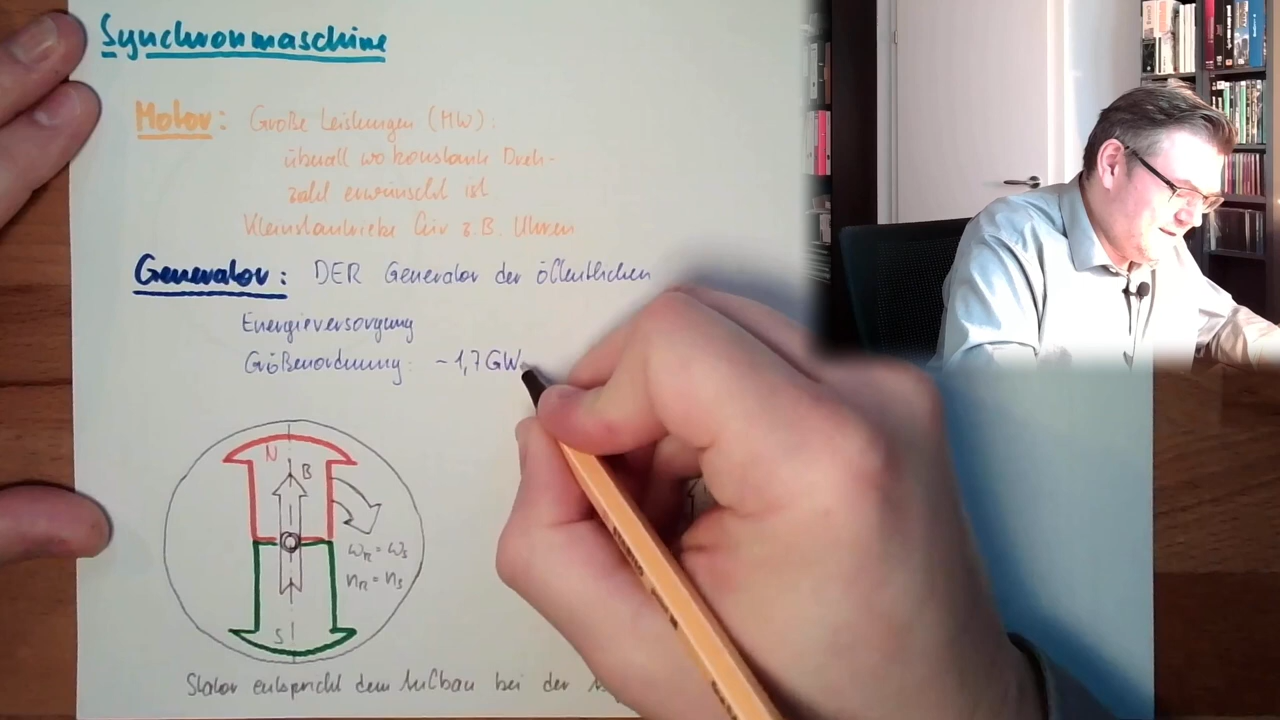 Synchronmaschine
Motor: Große Leistungen (MW):
überall wo konstante Dreh-
zahl erwünscht ist
Kleinstantriebe für z.B. Uhren
Generator: DER Generator der öffentlichen
Energieversorgung
Größenordnung: ~1,7 GW
N
B
ωR = ωS
nR = nS
S
Stator entspricht dem Aufbau bei der